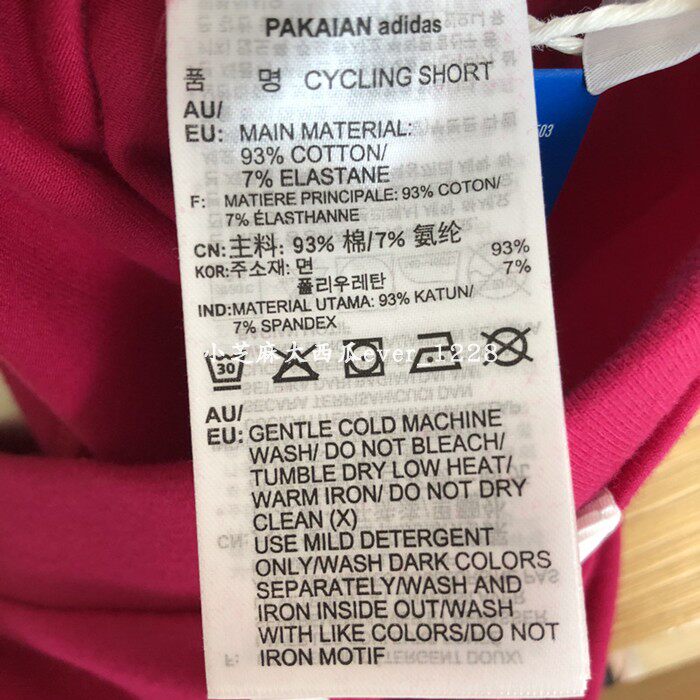 PAKAIAN adidas
품 명 CYCLING SHORT
AU/
EU: MAIN MATERIAL:
93% COTTON/
7% ELASTANE
F: MATIERE PRINCIPALE: 93% COTON/
7% ÉLASTHANNE
CN: 主料: 93% 棉/7% 氨纶
KOR: 주소재: 면 93%
폴리우레탄 7%
IND: MATERIAL UTAMA: 93% KATUN/
7% SPANDEX
小芝麻大西瓜ever_1228
30
AU/
EU: GENTLE COLD MACHINE
WASH/ DO NOT BLEACH/
TUMBLE DRY LOW HEAT/
WARM IRON/ DO NOT DRY
CLEAN (X)
USE MILD DETERGENT
ONLY/WASH DARK COLORS
SEPARATELY/WASH AND
IRON INSIDE OUT/WASH
WITH LIKE COLORS/DO NOT
IRON MOTIF